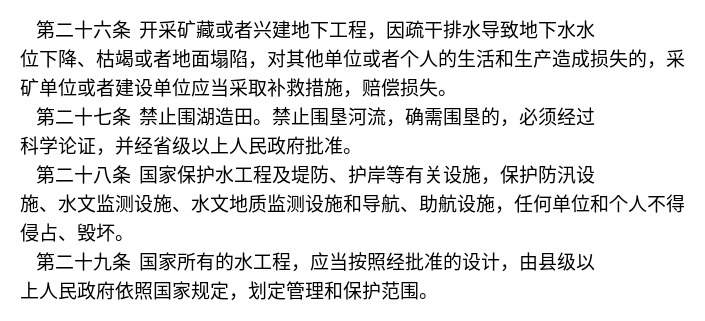 第二十六条 开采矿藏或者兴建地下工程，因疏干排水导致地下水水
位下降、枯竭或者地面塌陷，对其他单位或者个人的生活和生产造成损失的，采
矿单位或者建设单位应当采取补救措施，赔偿损失。
第二十七条 禁止围湖造田。禁止围垦河流，确需围垦的，必须经过
科学论证，并经省级以上人民政府批准。
第二十八条 国家保护水工程及堤防、护岸等有关设施，保护防汛设
施、水文监测设施、水文地质监测设施和导航、助航设施，任何单位和个人不得
侵占、毁坏。
第二十九条 国家所有的水工程，应当按照经批准的设计，由县级以
上人民政府依照国家规定，划定管理和保护范围。